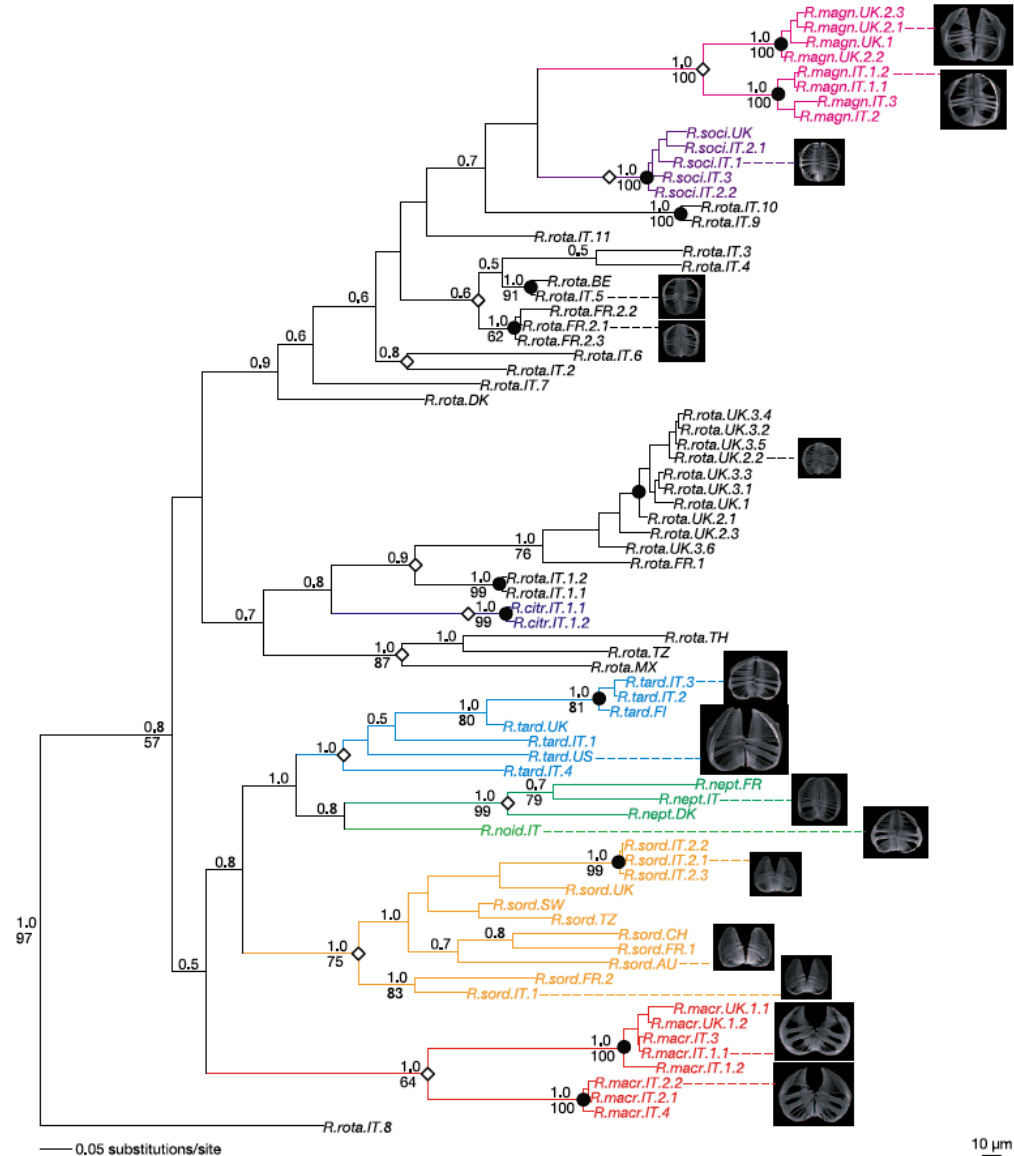 R.magn.UK.2.3
R.magn.UK.2.1
R.magn.UK.1
R.magn.UK.2.2
1.0
100
1.0
100
R.magn.IT.1.2
R.magn.IT.1.1
R.magn.IT.3
R.magn.IT.2
1.0
100
R.soci.UK
R.soci.IT.2.1
R.soci.IT.1
R.soci.IT.3
R.soci.IT.2.2
1.0
100
0.7
R.rota.IT.10
R.rota.IT.9
1.0
100
R.rota.IT.11
R.rota.IT.3
R.rota.IT.4
0.5
0.5
R.rota.BE
R.rota.IT.5
1.0
91
0.6
R.rota.FR.2.2
R.rota.FR.2.1
R.rota.FR.2.3
1.0
62
0.6
R.rota.IT.6
R.rota.IT.2
0.8
0.6
R.rota.IT.7
0.9
R.rota.DK
R.rota.UK.3.4
R.rota.UK.3.2
R.rota.UK.3.5
R.rota.UK.2.2
R.rota.UK.3.3
R.rota.UK.3.1
R.rota.UK.1
R.rota.UK.2.1
R.rota.UK.2.3
R.rota.UK.3.6
R.rota.FR.1
1.0
76
0.9
R.rota.IT.1.2
R.rota.IT.1.1
1.0
99
0.8
R.citr.IT.1.1
R.citr.IT.1.2
1.0
99
0.7
R.rota.TH
R.rota.TZ
R.rota.MX
1.0
1.0
87
R.tard.IT.3
R.tard.IT.2
R.tard.FI
1.0
81
1.0
80
R.tard.UK
0.5
R.tard.IT.1
R.tard.US
R.tard.IT.4
1.0
0.8
57
1.0
R.nept.FR
R.nept.IT
R.nept.DK
0.7
79
1.0
99
0.8
R.noid.IT
0.8
R.sord.IT.2.2
R.sord.IT.2.1
R.sord.IT.2.3
1.0
99
R.sord.UK
R.sord.SW
R.sord.TZ
1.0
R.sord.CH
R.sord.FR.1
R.sord.AU
0.8
0.7
1.0
75
R.sord.FR.2
R.sord.IT.1
1.0
83
1.0
97
0.5
R.macr.UK.1.1
R.macr.UK.1.2
R.macr.IT.3
R.macr.IT.1.1
R.macr.IT.1.2
1.0
100
1.0
64
R.macr.IT.2.2
R.macr.IT.2.1
R.macr.IT.4
1.0
100
R.rota.IT.8
0.05 substitutions/site
10 µm